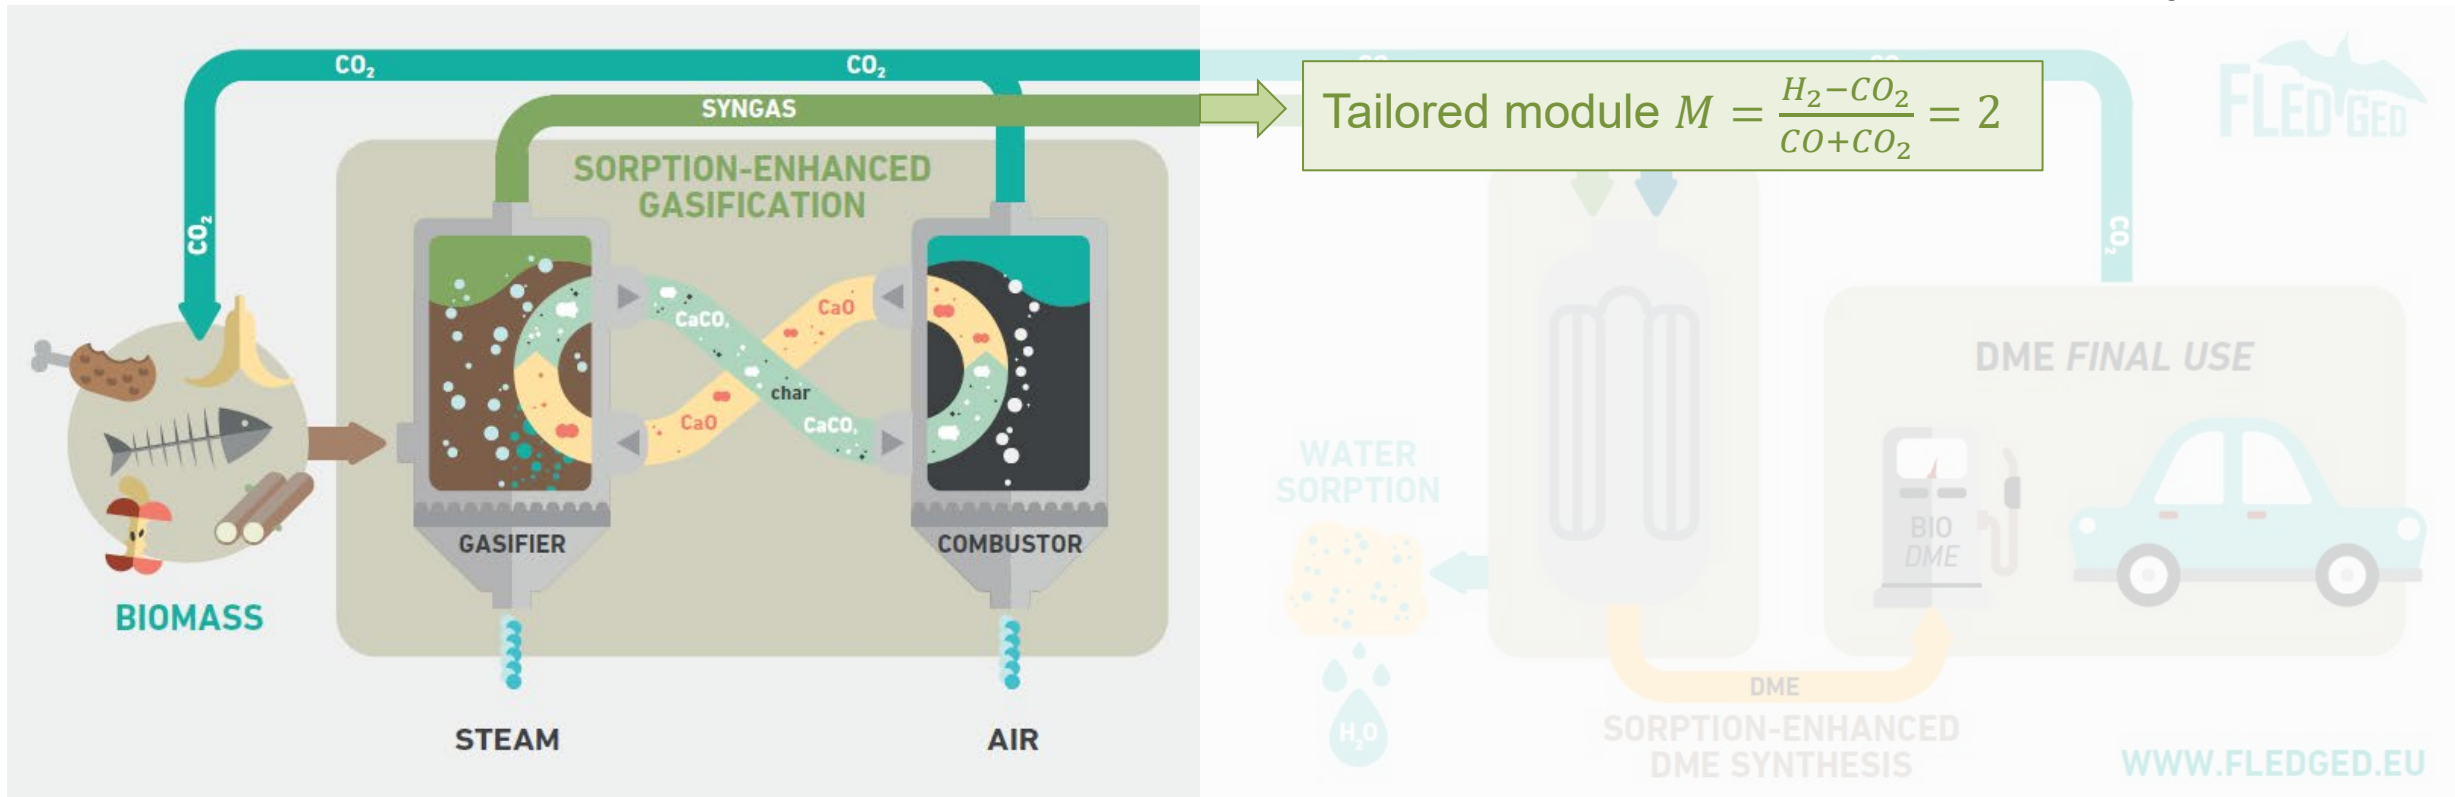 CO₂
CO₂
SYNGAS
Tailored module M = (H₂−CO₂)/(CO+CO₂) = 2
FLEDGED
SORPTION-ENHANCED
GASIFICATION
CO₂
CO₂
CaCO₃
CaO
char
CaO
CaCO₃
GASIFIER
COMBUSTOR
BIOMASS
STEAM
AIR
WATER
SORPTION
H₂O
DME FINAL USE
BIO
DME
DME
SORPTION-ENHANCED
DME SYNTHESIS
WWW.FLEDGED.EU